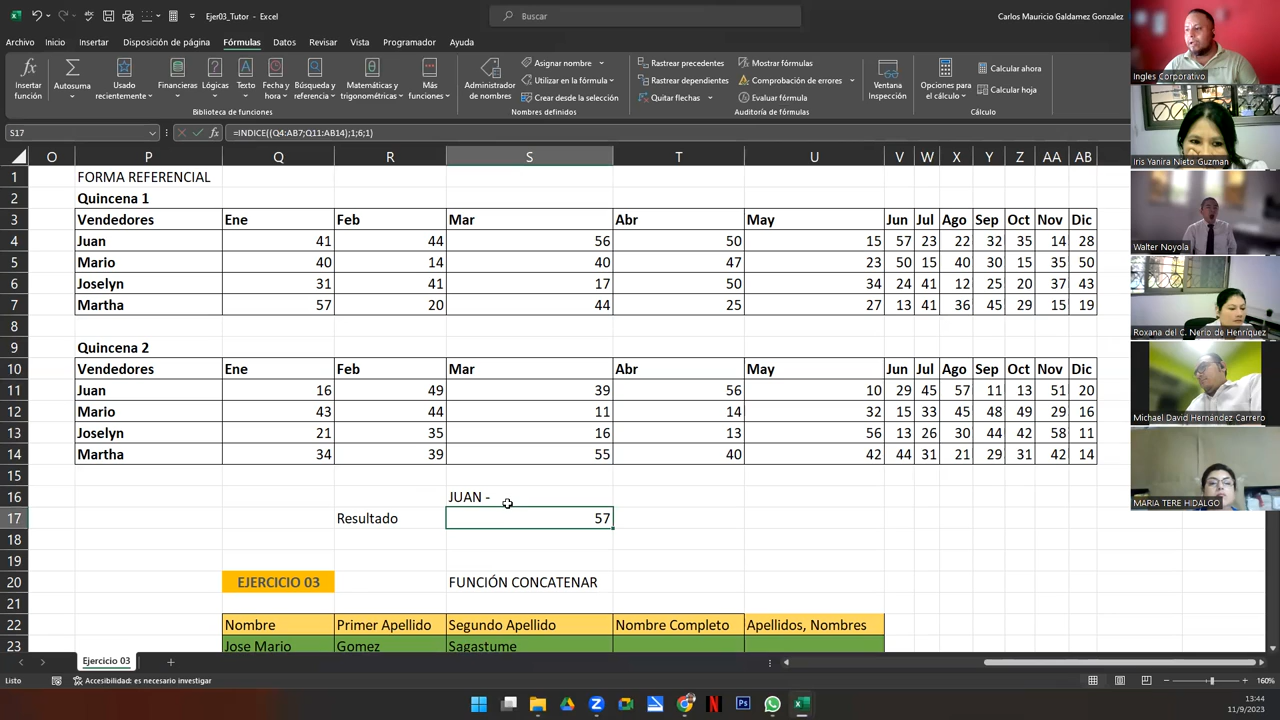 Ejer03_Tutor - Excel
Buscar
Carlos Mauricio Galdamez Gonzalez
Archivo Inicio Insertar Disposición de página Fórmulas Datos Revisar Vista Programador Ayuda
Insertar función
Autosuma
Usado recientemente
Financieras
Lógicas
Texto
Fecha y hora
Búsqueda y referencia
Matemáticas y trigonométricas
Más funciones
Biblioteca de funciones
Administrador de nombres
Asignar nombre
Utilizar en la fórmula
Crear desde la selección
Nombres definidos
Rastrear precedentes
Rastrear dependientes
Quitar flechas
Mostrar fórmulas
Comprobación de errores
Evaluar fórmula
Auditoría de fórmulas
Ventana Inspección
Opciones para el cálculo
Calcular ahora
Calcular hoja
Cálculo
S17
fx
=INDICE((Q4:AB7;Q11:AB14);1;6;1)
O P Q R S T U V W X Y Z AA AB
1 FORMA REFERENCIAL
2 Quincena 1
3 Vendedores Ene Feb Mar Abr May Jun Jul Ago Sep Oct Nov Dic
4 Juan 41 44 56 50 15 57 23 22 32 35 14 28
5 Mario 40 14 40 47 23 50 15 40 30 15 35 50
6 Joselyn 31 41 17 50 34 24 41 12 25 20 37 43
7 Martha 57 20 44 25 27 13 41 36 45 29 15 19
8
9 Quincena 2
10 Vendedores Ene Feb Mar Abr May Jun Jul Ago Sep Oct Nov Dic
11 Juan 16 49 39 56 10 29 45 57 11 13 51 20
12 Mario 43 44 11 14 32 15 33 45 48 49 29 16
13 Joselyn 21 35 16 13 56 13 26 30 44 42 58 11
14 Martha 34 39 55 40 42 44 31 21 29 31 42 14
15
16 JUAN -
17 Resultado 57
18
19
20 EJERCICIO 03 FUNCIÓN CONCATENAR
21
22 Nombre Primer Apellido Segundo Apellido Nombre Completo Apellidos, Nombres
23 Jose Mario Gomez Sagastume
Ejercicio 03
Listo
Accesibilidad: es necesario investigar
160%
13:44
11/9/2023
Ingles Corporativo
Iris Yanira Nieto Guzman
Walter Noyola
Roxana del C. Nerio de Henríquez
Michael David Hernández Carrero
MARIA TERE HIDALGO